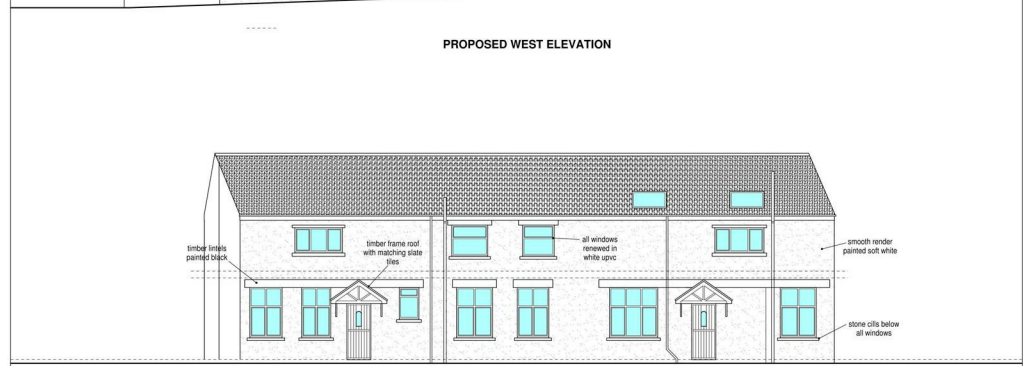 PROPOSED WEST ELEVATION
timber lintels
painted black
timber frame roof
with matching slate
tiles
all windows
renewed in
white upvc
smooth render
painted soft white
stone cills below
all windows